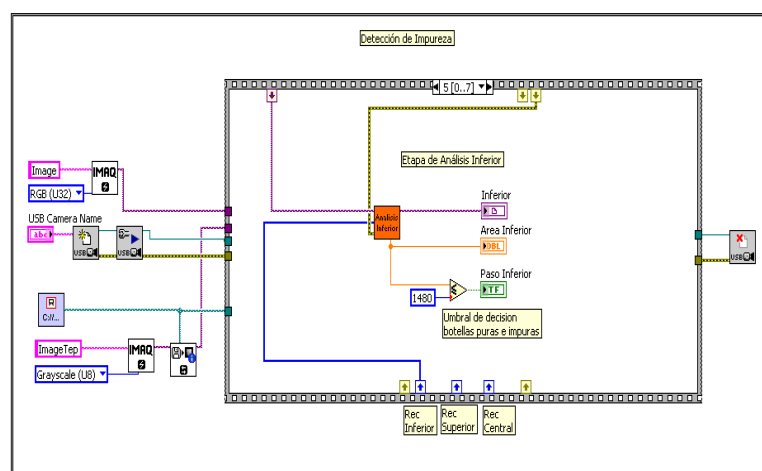 Detección de Impureza
5 [0..7]
Etapa de Análisis Inferior
Image
IMAQ
RGB (U32)
USB Camera Name
Abc
USB
USB
Análisis
Inferior
Inferior
Area Inferior
DBL
Paso Inferior
TF
1480
Umbral de decision
botellas puras e impuras
USB
C://...
ImageTep
IMAQ
Grayscale (U8)
Rec
Inferior
Rec
Superior
Rec
Central